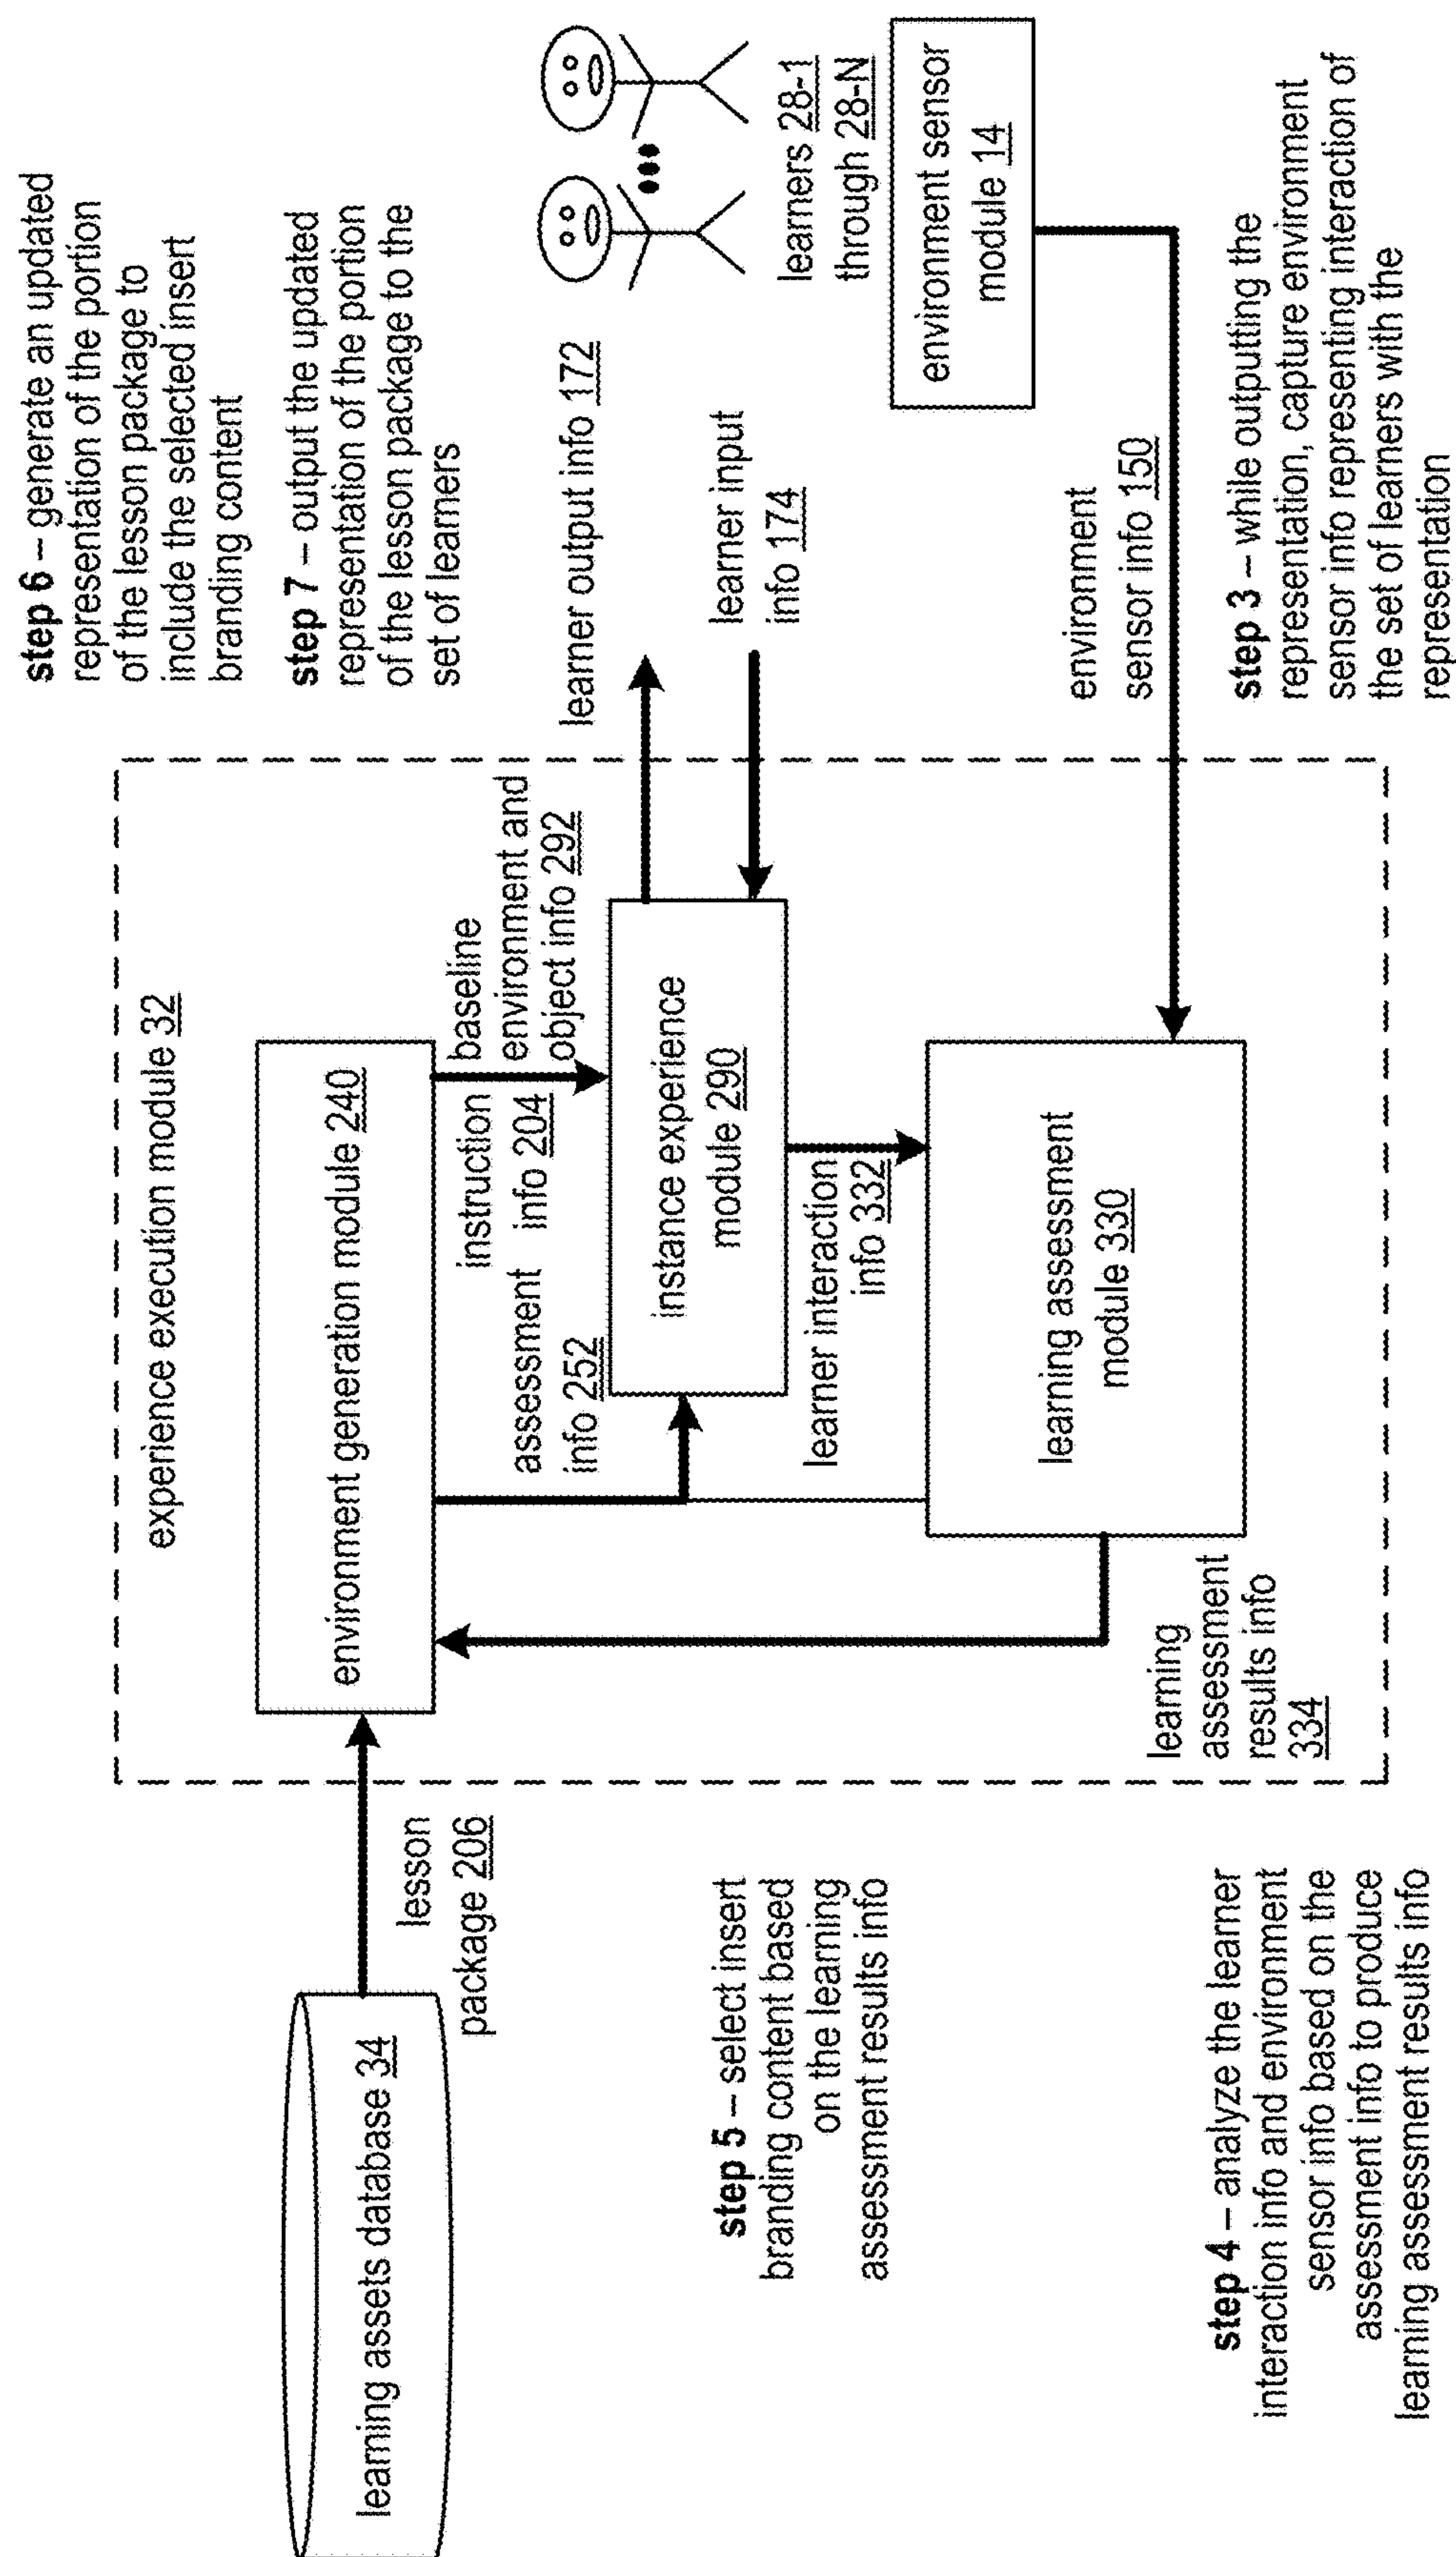 step 6 – generate an updated
representation of the portion
of the lesson package to
include the selected insert
branding content
step 7 – output the updated
representation of the portion
of the lesson package to the
set of learners
experience execution module 32
learning assets database 34
lesson
package 206
environment generation module 240
baseline
environment and
object info 292
instruction
info 204
assessment
info 252
instance experience
module 290
learner output info 172
learner input
info 174
learners 28-1
through 28-N
environment sensor
module 14
learner interaction
info 332
learning assessment
module 330
environment
sensor info 150
learning
assessment
results info
334
step 5 – select insert
branding content based
on the learning
assessment results info
step 4 – analyze the learner
interaction info and environment
sensor info based on the
assessment info to produce
learning assessment results info
step 3 – while outputting the
representation, capture environment
sensor info representing interaction of
the set of learners with the
representation